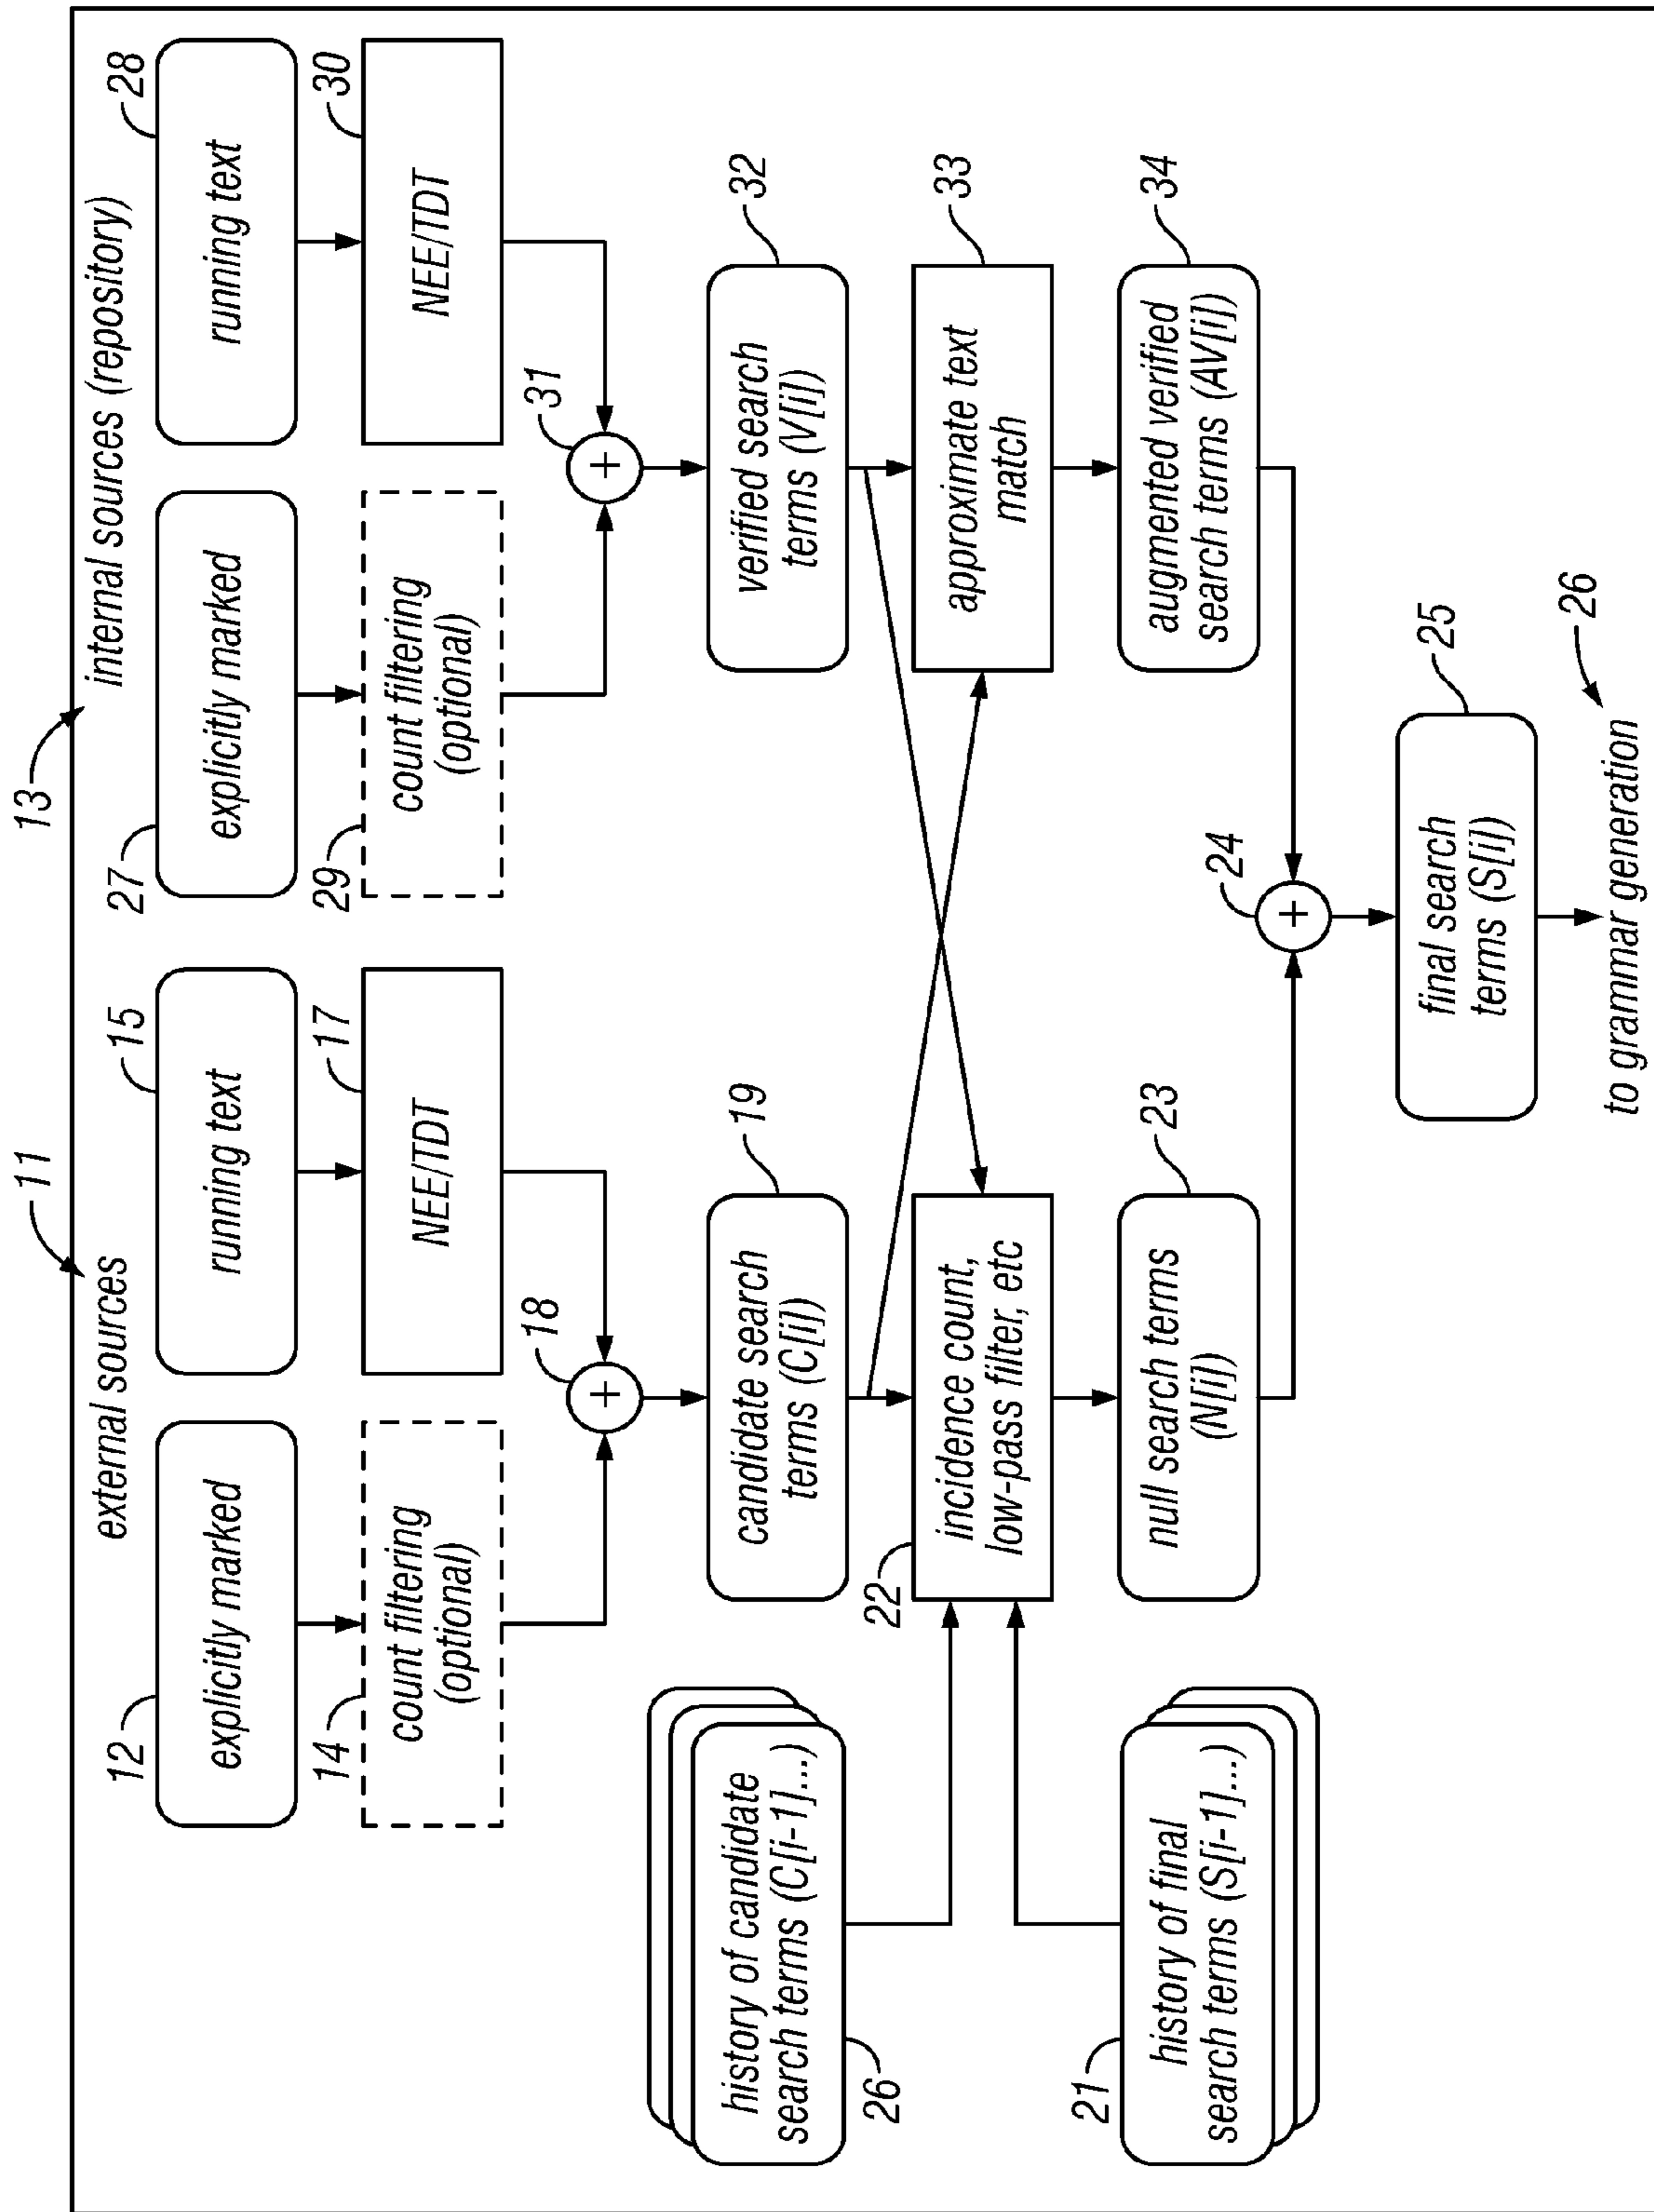 11
13
external sources
internal sources (repository)
12
15
27
28
explicitly marked
running text
explicitly marked
running text
14
17
29
30
count filtering
(optional)
NEE/TDT
count filtering
(optional)
NEE/TDT
18
+
31
+
history of candidate
search terms (C[i-1]...)
26
candidate search
terms (C[i])
19
verified search
terms (V[i])
32
22
incidence count,
low-pass filter, etc
approximate text
match
33
21
history of final
search terms (S[i-1]...)
null search terms
(N[i])
23
augmented verified
search terms (AV[i])
34
24
+
final search
terms (S[i])
25
to grammar generation
26